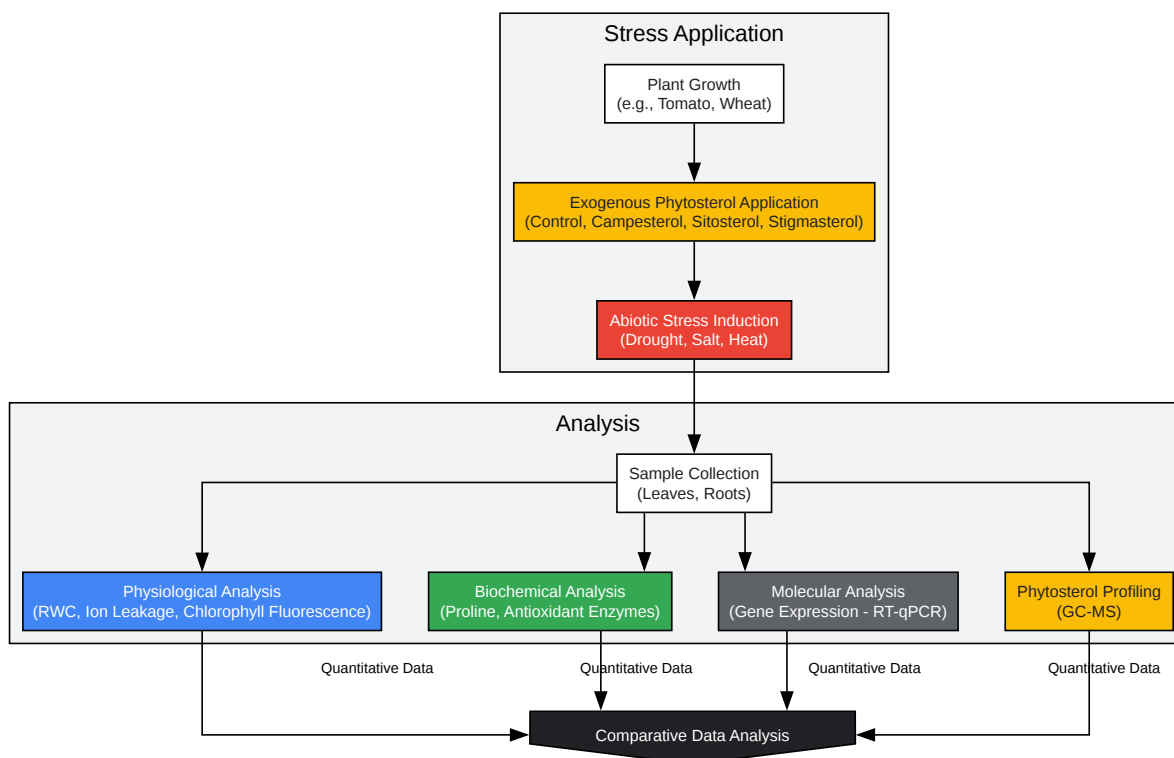 Stress Application
Plant Growth
(e.g., Tomato, Wheat)
Exogenous Phytosterol Application
(Control, Campesterol, Sitosterol, Stigmasterol)
Abiotic Stress Induction
(Drought, Salt, Heat)
Analysis
Sample Collection
(Leaves, Roots)
Physiological Analysis
(RWC, Ion Leakage, Chlorophyll Fluorescence)
Biochemical Analysis
(Proline, Antioxidant Enzymes)
Molecular Analysis
(Gene Expression - RT-qPCR)
Phytosterol Profiling
(GC-MS)
Quantitative Data
Quantitative Data
Quantitative Data
Quantitative Data
Comparative Data Analysis